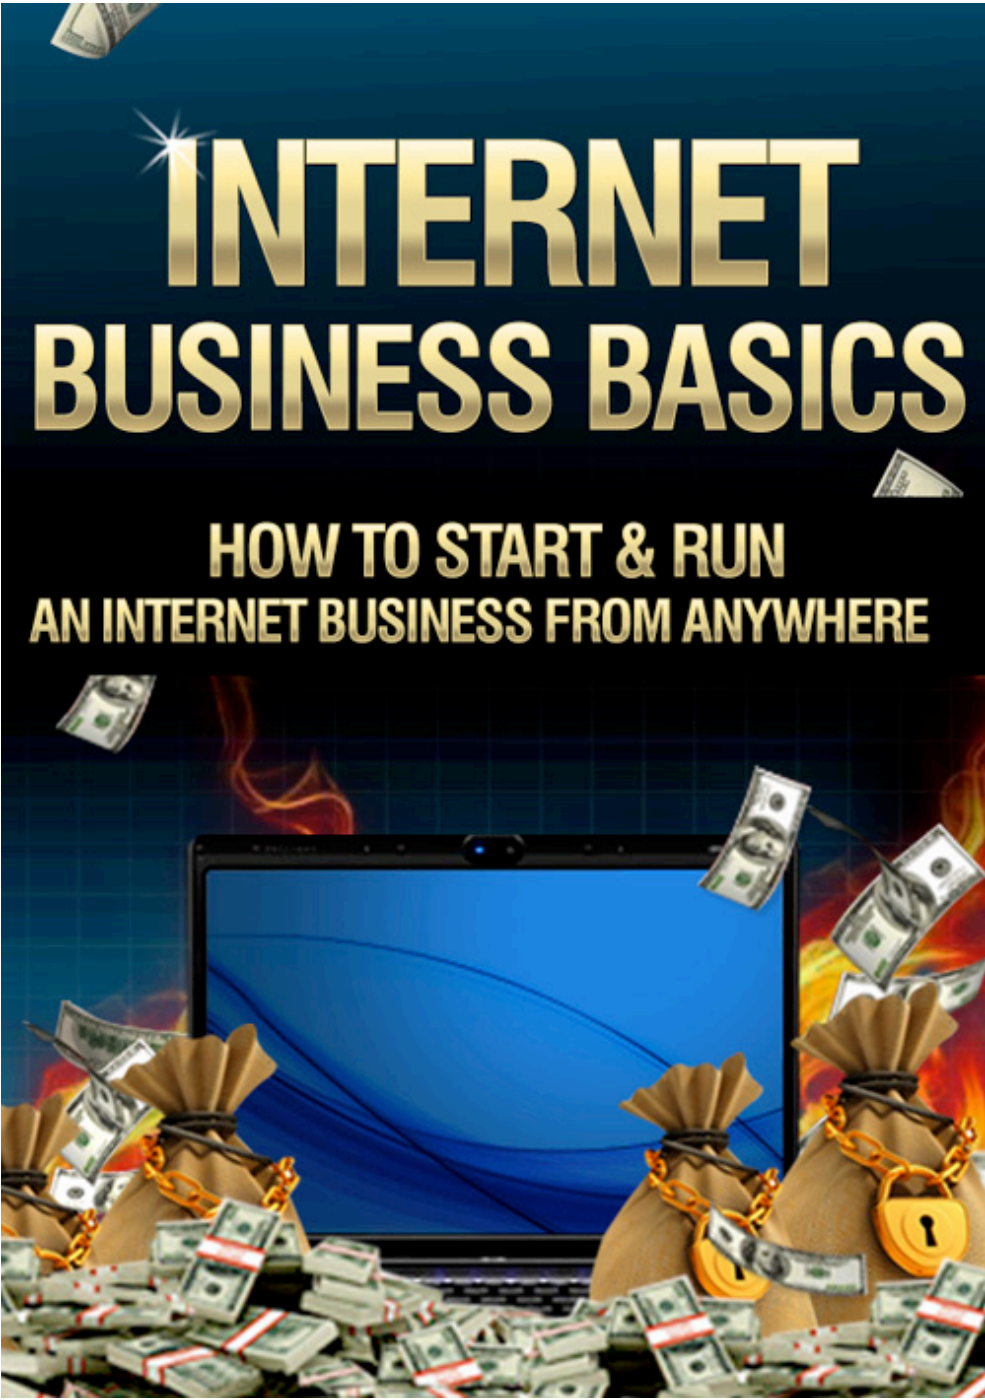 INTERNET
BUSINESS BASICS
HOW TO START & RUN
AN INTERNET BUSINESS FROM ANYWHERE